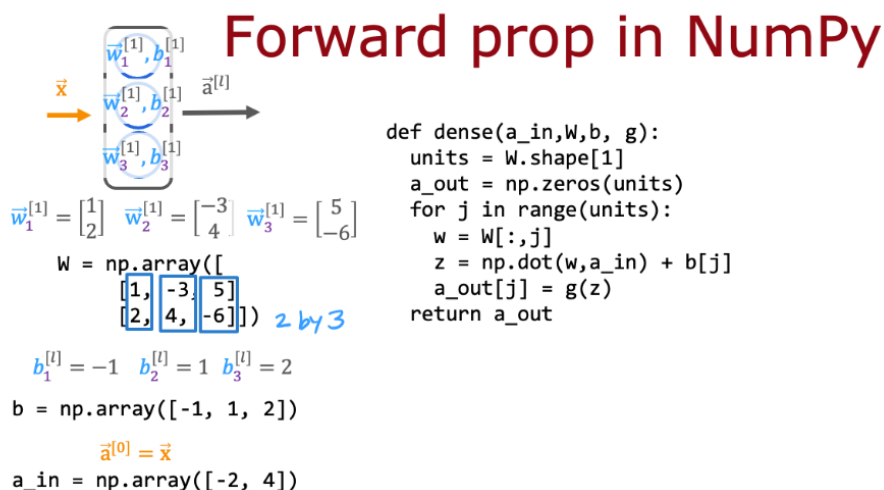 Forward prop in NumPy
w⃗₁^[1], b₁^[1]
w⃗₂^[1], b₂^[1]
w⃗₃^[1], b₃^[1]
x⃗
a⃗^[l]
w⃗₁^[1] = [1 2] w⃗₂^[1] = [−3 4] w⃗₃^[1] = [5 −6]
W = np.array([
[1, -3, 5]
[2, 4, -6]]) 2 by 3
b₁^[l] = −1 b₂^[l] = 1 b₃^[l] = 2
b = np.array([-1, 1, 2])
a⃗^[0] = x⃗
a_in = np.array([-2, 4])
def dense(a_in,W,b, g):
units = W.shape[1]
a_out = np.zeros(units)
for j in range(units):
w = W[:,j]
z = np.dot(w,a_in) + b[j]
a_out[j] = g(z)
return a_out